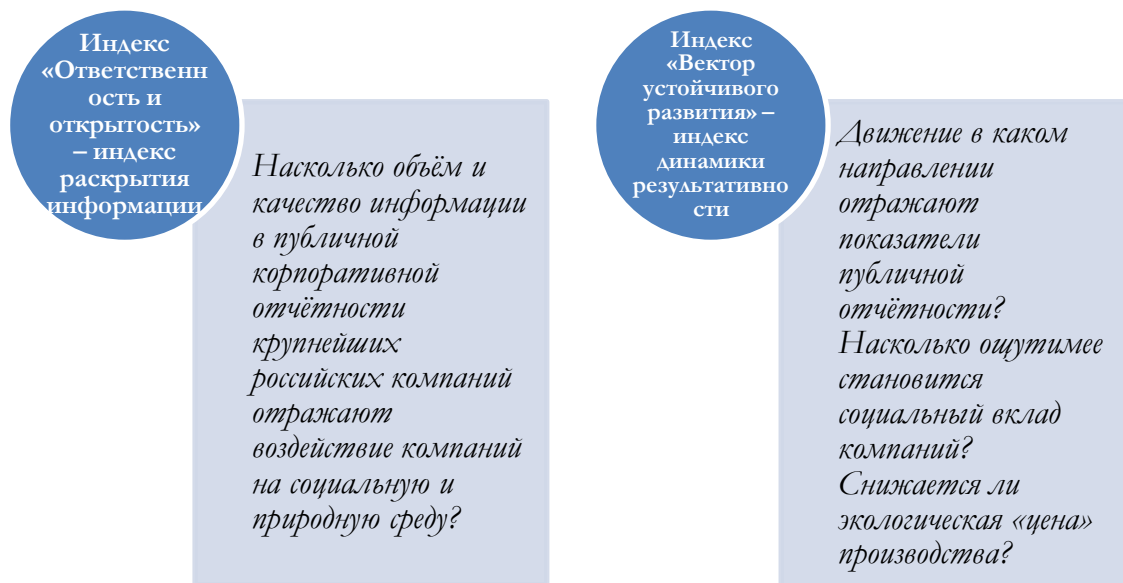 Индекс
«Ответственн
ость и
открытость»
– индекс
раскрытия
информации
Насколько объём и
качество информации
в публичной
корпоративной
отчётности
крупнейших
российских компаний
отражают
воздействие компаний
на социальную и
природную среду?
Индекс
«Вектор
устойчивого
развития» –
индекс
динамики
результативно
сти
Движение в каком
направлении
отражают
показатели
публичной
отчётности?
Насколько ощутимее
становится
социальный вклад
компаний?
Снижается ли
экологическая «цена»
производства?